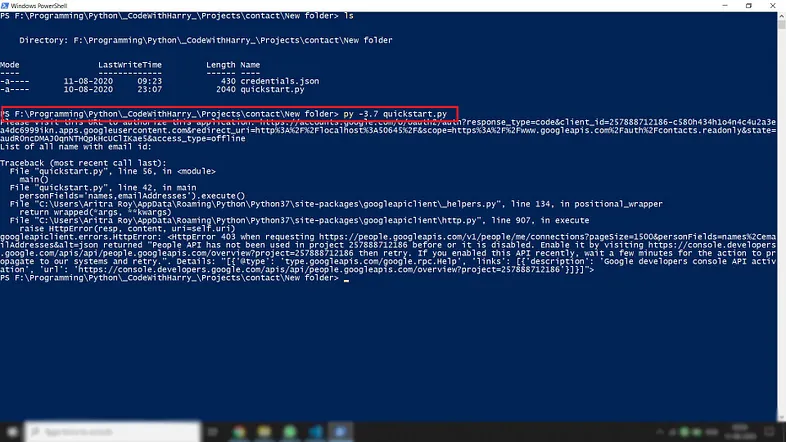 Windows PowerShell
PS F:\Programming\Python\_CodeWithHarry_\Projects\contact\New folder> ls
Directory: F:\Programming\Python\_CodeWithHarry_\Projects\contact\New folder
Mode LastWriteTime Length Name
---- ------------- ------ ----
-a---- 11-08-2020 09:23 430 credentials.json
-a---- 10-08-2020 23:07 2040 quickstart.py
PS F:\Programming\Python\_CodeWithHarry_\Projects\contact\New folder> py -3.7 quickstart.py
Please visit this URL to authorize this application: https://accounts.google.com/o/oauth2/auth?response_type=code&client_id=257888712186-c580h434h1o4n4c4u2a3e
a4dc6999ikn.apps.googleusercontent.com&redirect_uri=http%3A%2F%2Flocalhost%3A50645%2F&scope=https%3A%2F%2Fwww.googleapis.com%2Fauth%2Fcontacts.readonly&state=
audR0ncDMAJOqnNTHQpkHcUClIKae5&access_type=offline
List of all name with email id:
Traceback (most recent call last):
File "quickstart.py", line 56, in <module>
main()
File "quickstart.py", line 42, in main
personFields='names,emailAddresses').execute()
File "C:\Users\Aritra Roy\AppData\Roaming\Python\Python37\site-packages\googleapiclient\_helpers.py", line 134, in positional_wrapper
return wrapped(*args, **kwargs)
File "C:\Users\Aritra Roy\AppData\Roaming\Python\Python37\site-packages\googleapiclient\http.py", line 907, in execute
raise HttpError(resp, content, uri=self.uri)
googleapiclient.errors.HttpError: <HttpError 403 when requesting https://people.googleapis.com/v1/people/me/connections?pageSize=1500&personFields=names%2Cem
ailAddresses&alt=json returned "People API has not been used in project 257888712186 before or it is disabled. Enable it by visiting https://console.developers
.google.com/apis/api/people.googleapis.com/overview?project=257888712186 then retry. If you enabled this API recently, wait a few minutes for the action to pr
opagate to our systems and retry.". Details: "[{'@type': 'type.googleapis.com/google.rpc.Help', 'links': [{'description': 'Google developers console API activ
ation', 'url': 'https://console.developers.google.com/apis/api/people.googleapis.com/overview?project=257888712186'}]}]">
PS F:\Programming\Python\_CodeWithHarry_\Projects\contact\New folder>